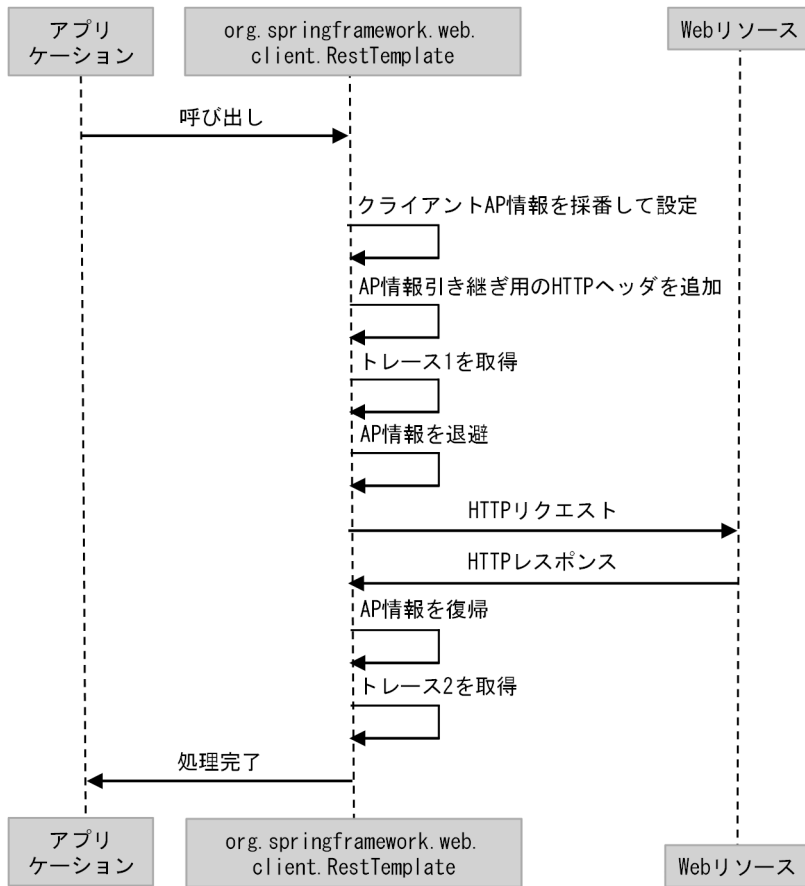 アプリ
ケーション
org.springframework.web.
client.RestTemplate
Webリソース
呼び出し
クライアントAP情報を採番して設定
AP情報引き継ぎ用のHTTPヘッダを追加
トレース1を取得
AP情報を退避
HTTPリクエスト
HTTPレスポンス
AP情報を復帰
トレース2を取得
処理完了
アプリ
ケーション
org.springframework.web.
client.RestTemplate
Webリソース